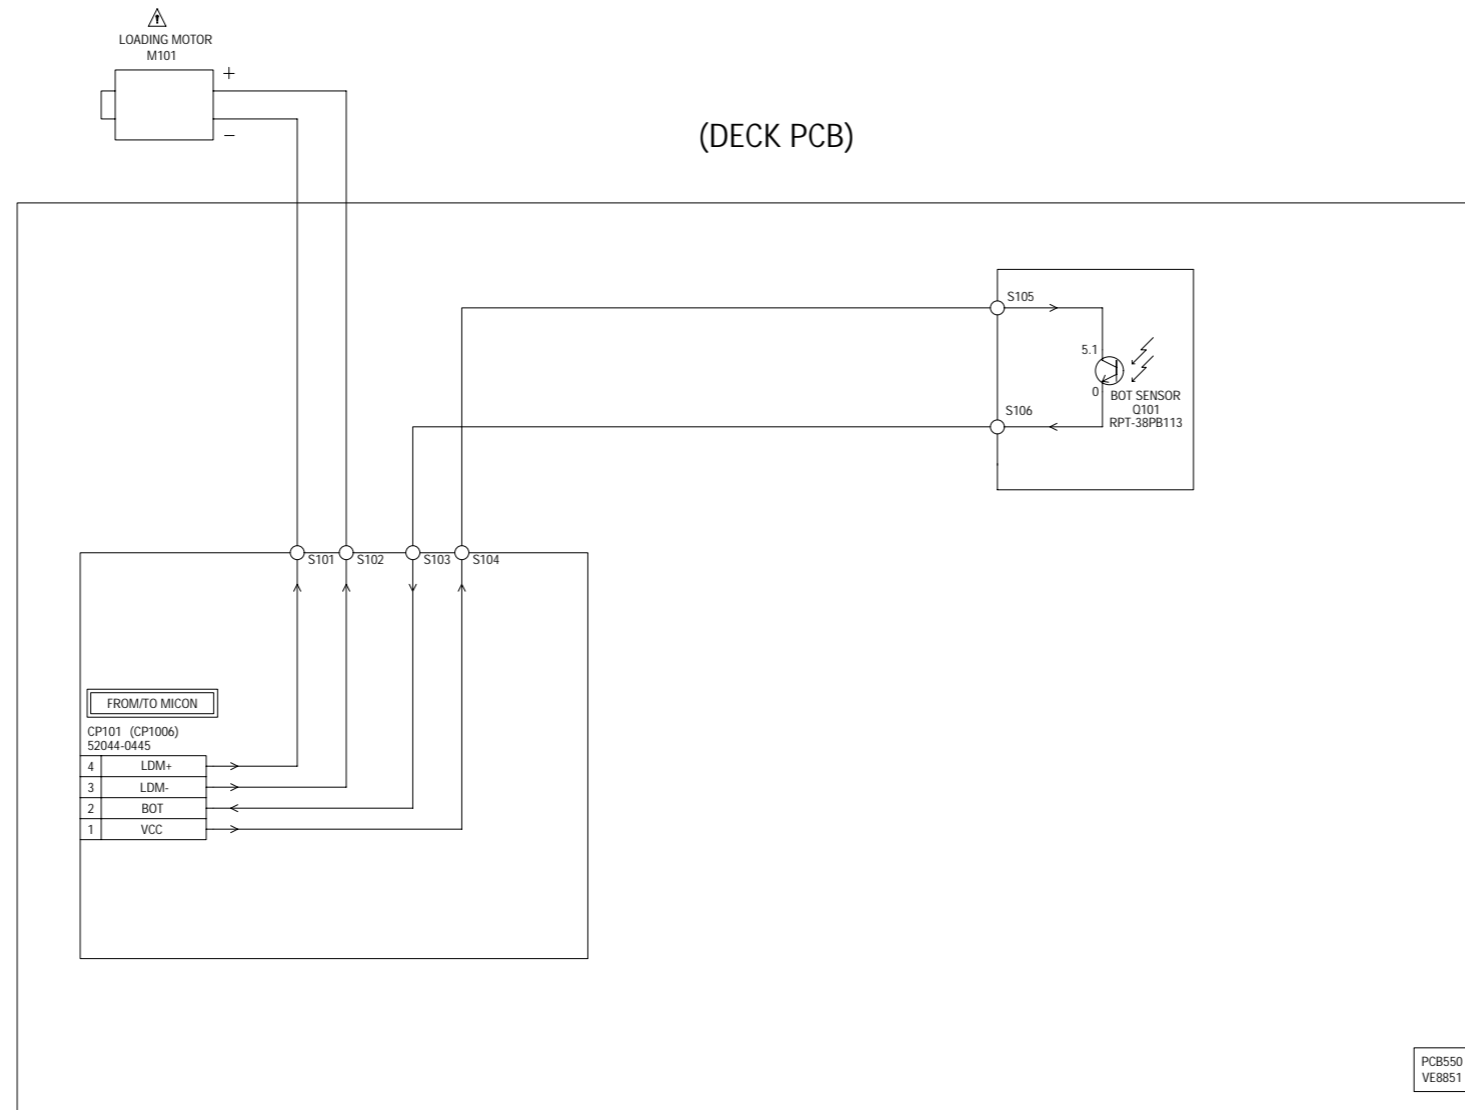 LOADING MOTOR
M101
+
−
(DECK PCB)
S105
5.1
0
BOT SENSOR
Q101
RPT-38PB113
S106
S101
S102
S103
S104
FROM/TO MICON
CP101 (CP1006)
52044-0445
4 LDM+
3 LDM-
2 BOT
1 VCC
PCB550
VE8851